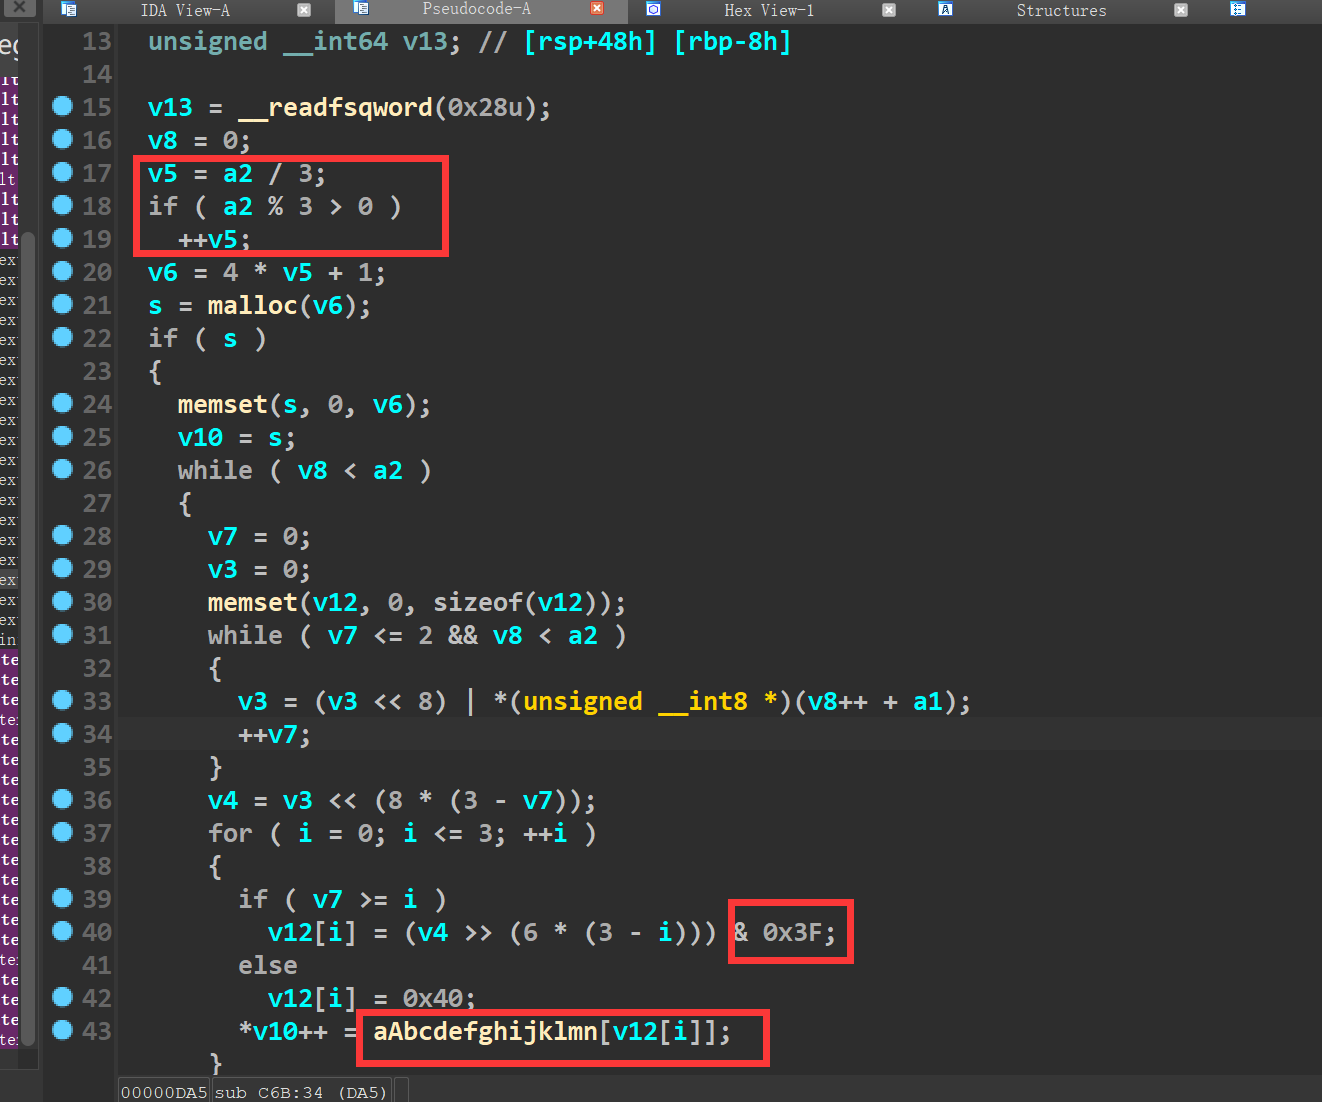 IDA View-A Pseudocode-A Hex View-1 Structures
13 unsigned __int64 v13; // [rsp+48h] [rbp-8h]
14
15 v13 = __readfsqword(0x28u);
16 v8 = 0;
17 v5 = a2 / 3;
18 if ( a2 % 3 > 0 )
19 ++v5;
20 v6 = 4 * v5 + 1;
21 s = malloc(v6);
22 if ( s )
23 {
24 memset(s, 0, v6);
25 v10 = s;
26 while ( v8 < a2 )
27 {
28 v7 = 0;
29 v3 = 0;
30 memset(v12, 0, sizeof(v12));
31 while ( v7 <= 2 && v8 < a2 )
32 {
33 v3 = (v3 << 8) | *(unsigned __int8 *)(v8++ + a1);
34 ++v7;
35 }
36 v4 = v3 << (8 * (3 - v7));
37 for ( i = 0; i <= 3; ++i )
38 {
39 if ( v7 >= i )
40 v12[i] = (v4 >> (6 * (3 - i))) & 0x3F;
41 else
42 v12[i] = 0x40;
43 *v10++ = aAbcdefghijklmn[v12[i]];
}
00000DA5 sub_C6B:34 (DA5)